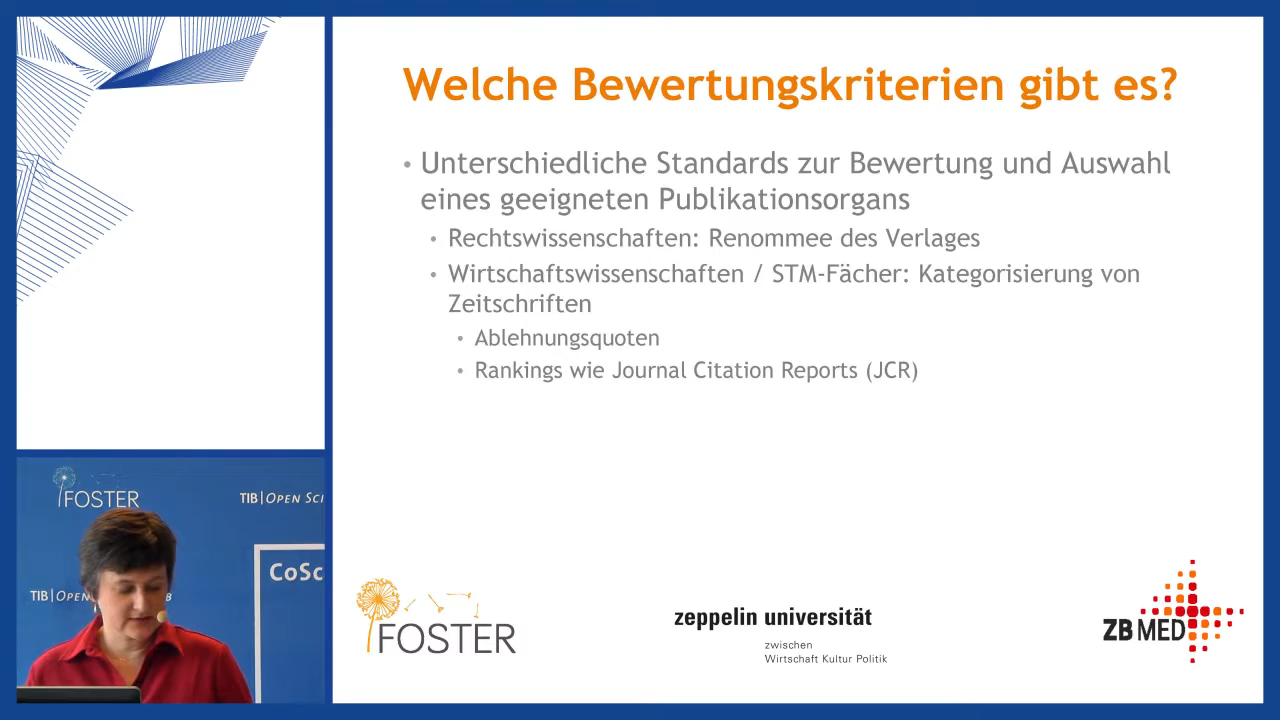 Welche Bewertungskriterien gibt es?
• Unterschiedliche Standards zur Bewertung und Auswahl
eines geeigneten Publikationsorgans
• Rechtswissenschaften: Renommee des Verlages
• Wirtschaftswissenschaften / STM-Fächer: Kategorisierung von
Zeitschriften
• Ablehnungsquoten
• Rankings wie Journal Citation Reports (JCR)
FOSTER
TIB|OPEN SCI
CoSc
TIB|OPEN
B
FOSTER
zeppelin universität
zwischen
Wirtschaft Kultur Politik
ZB MED